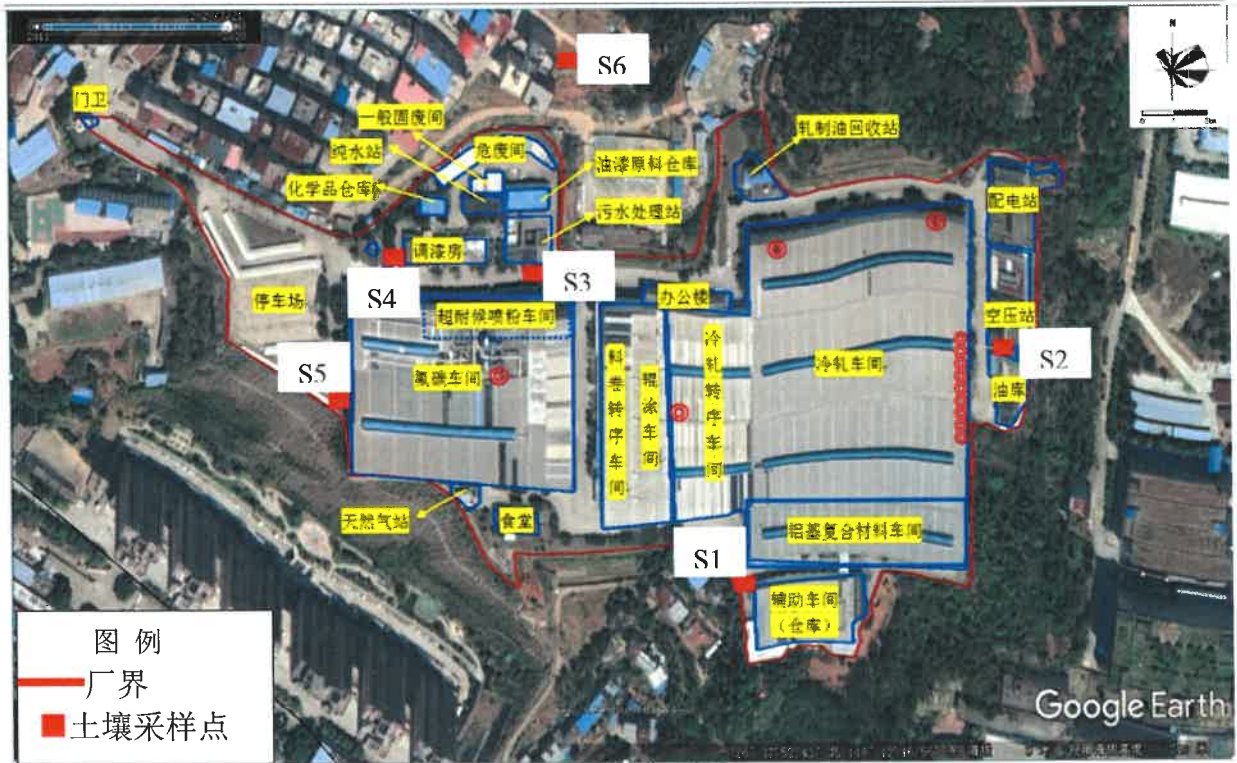 N
S6
门卫
一般固废间
纯水站
危废间
轧制油回收站
化学品仓库
油漆原料仓库
配电站
污水处理站
调漆房
S4
S3
停车场
办公楼
超耐候喷粉车间
空压站
S2
S5
氟碳车间
料卷转序车间
辊涂车间
冷轧转序车间
冷轧车间
油库
天然气站
食堂
铝基复合材料车间
S1
辅助车间
（仓库）
图例
厂界
土壤采样点
Google Earth